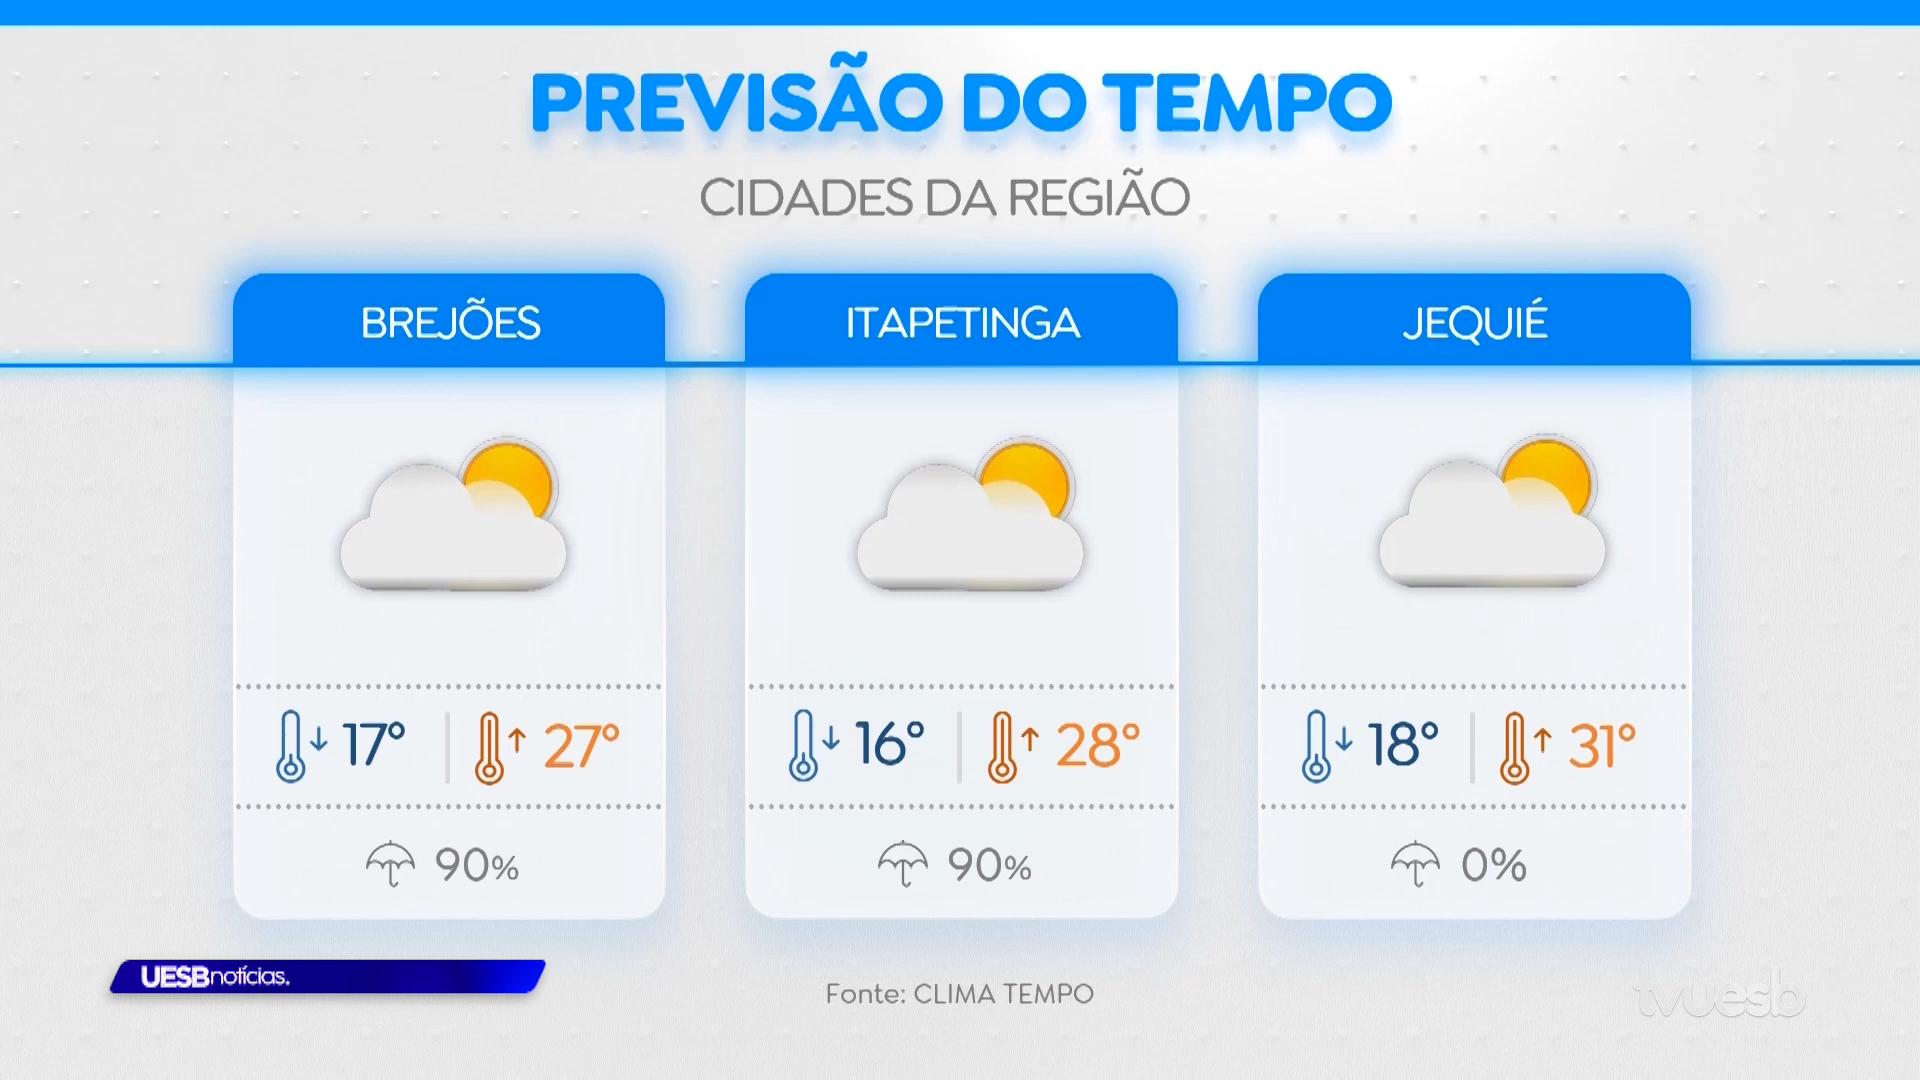 PREVISÃO DO TEMPO
CIDADES DA REGIÃO
BREJÕES
17° 27°
90%
ITAPETINGA
16° 28°
90%
JEQUIÉ
18° 31°
0%
UESBnotícias.
Fonte: CLIMA TEMPO
tvuesb